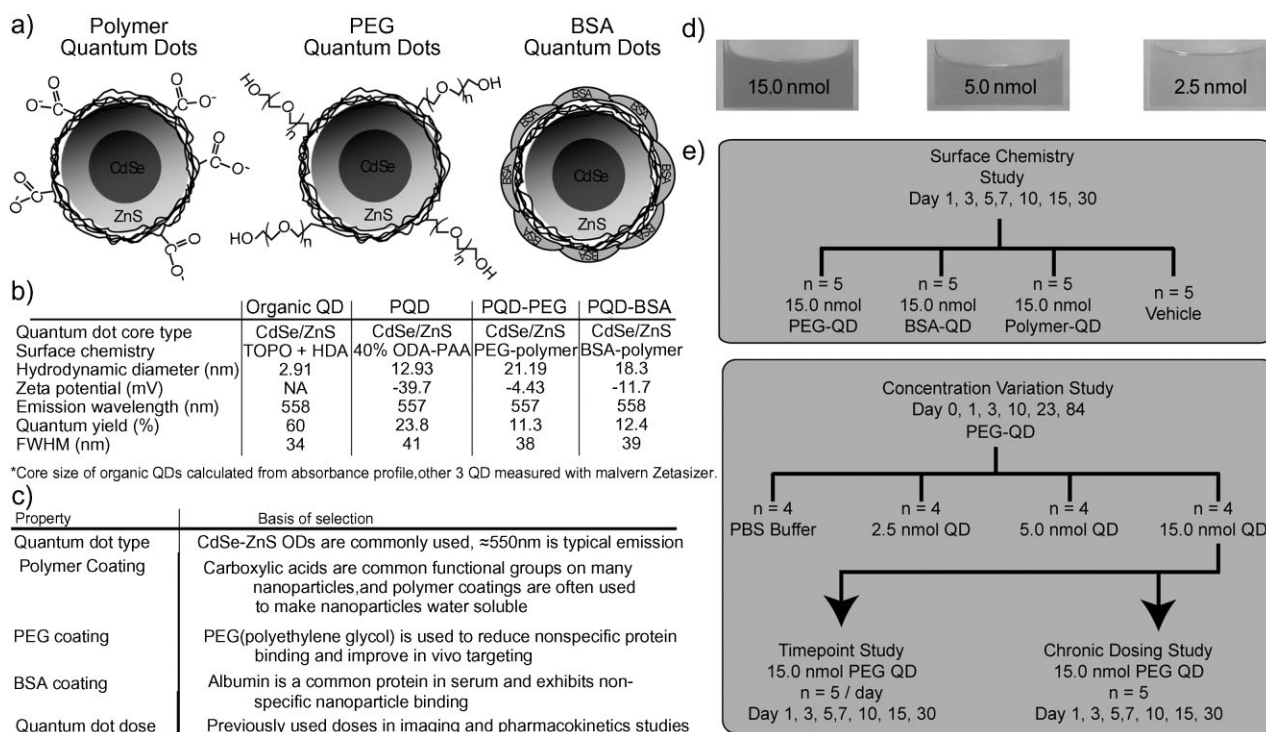 a)
Polymer
Quantum Dots
PEG
Quantum Dots
BSA
Quantum Dots
O
C
O-
O
C
O-
O
C
O-
O
C
O-
O
C
O-
CdSe
ZnS
HO
O
n
O
n
OH
HO
O
n
O
n
OH
CdSe
ZnS
BSA
BSA
BSA
BSA
BSA
BSA
BSA
BSA
CdSe
ZnS
b)
Organic QD PQD PQD-PEG PQD-BSA
Quantum dot core type CdSe/ZnS CdSe/ZnS CdSe/ZnS CdSe/ZnS
Surface chemistry TOPO + HDA 40% ODA-PAA PEG-polymer BSA-polymer
Hydrodynamic diameter (nm) 2.91 12.93 21.19 18.3
Zeta potential (mV) NA -39.7 -4.43 -11.7
Emission wavelength (nm) 558 557 557 558
Quantum yield (%) 60 23.8 11.3 12.4
FWHM (nm) 34 41 38 39
*Core size of organic QDs calculated from absorbance profile,other 3 QD measured with malvern Zetasizer.
c)
Property Basis of selection
Quantum dot type CdSe-ZnS ODs are commonly used, ≈550nm is typical emission
Polymer Coating Carboxylic acids are common functional groups on many
nanoparticles,and polymer coatings are often used
to make nanoparticles water soluble
PEG coating PEG(polyethylene glycol) is used to reduce nonspecific protein
binding and improve in vivo targeting
BSA coating Albumin is a common protein in serum and exhibits non-
specific nanoparticle binding
Quantum dot dose Previously used doses in imaging and pharmacokinetics studies
d)
15.0 nmol 5.0 nmol 2.5 nmol
e)
Surface Chemistry
Study
Day 1, 3, 5,7, 10, 15, 30
n = 5 n = 5 n = 5 n = 5
15.0 nmol 15.0 nmol 15.0 nmol Vehicle
PEG-QD BSA-QD Polymer-QD
Concentration Variation Study
Day 0, 1, 3, 10, 23, 84
PEG-QD
n = 4 n = 4 n = 4 n = 4
PBS Buffer 2.5 nmol QD 5.0 nmol QD 15.0 nmol QD
Timepoint Study Chronic Dosing Study
15.0 nmol PEG QD 15.0 nmol PEG QD
n = 5 / day n = 5
Day 1, 3, 5,7, 10, 15, 30 Day 1, 3, 5,7, 10, 15, 30